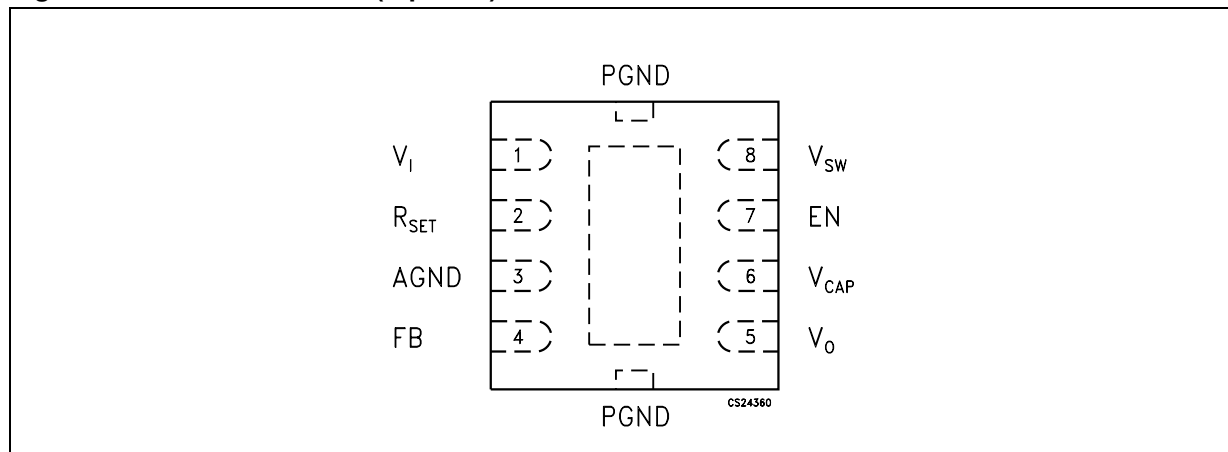 PGND
V_I 1 8 V_SW
R_SET 2 7 EN
AGND 3 6 V_CAP
FB 4 5 V_O
CS24360
PGND